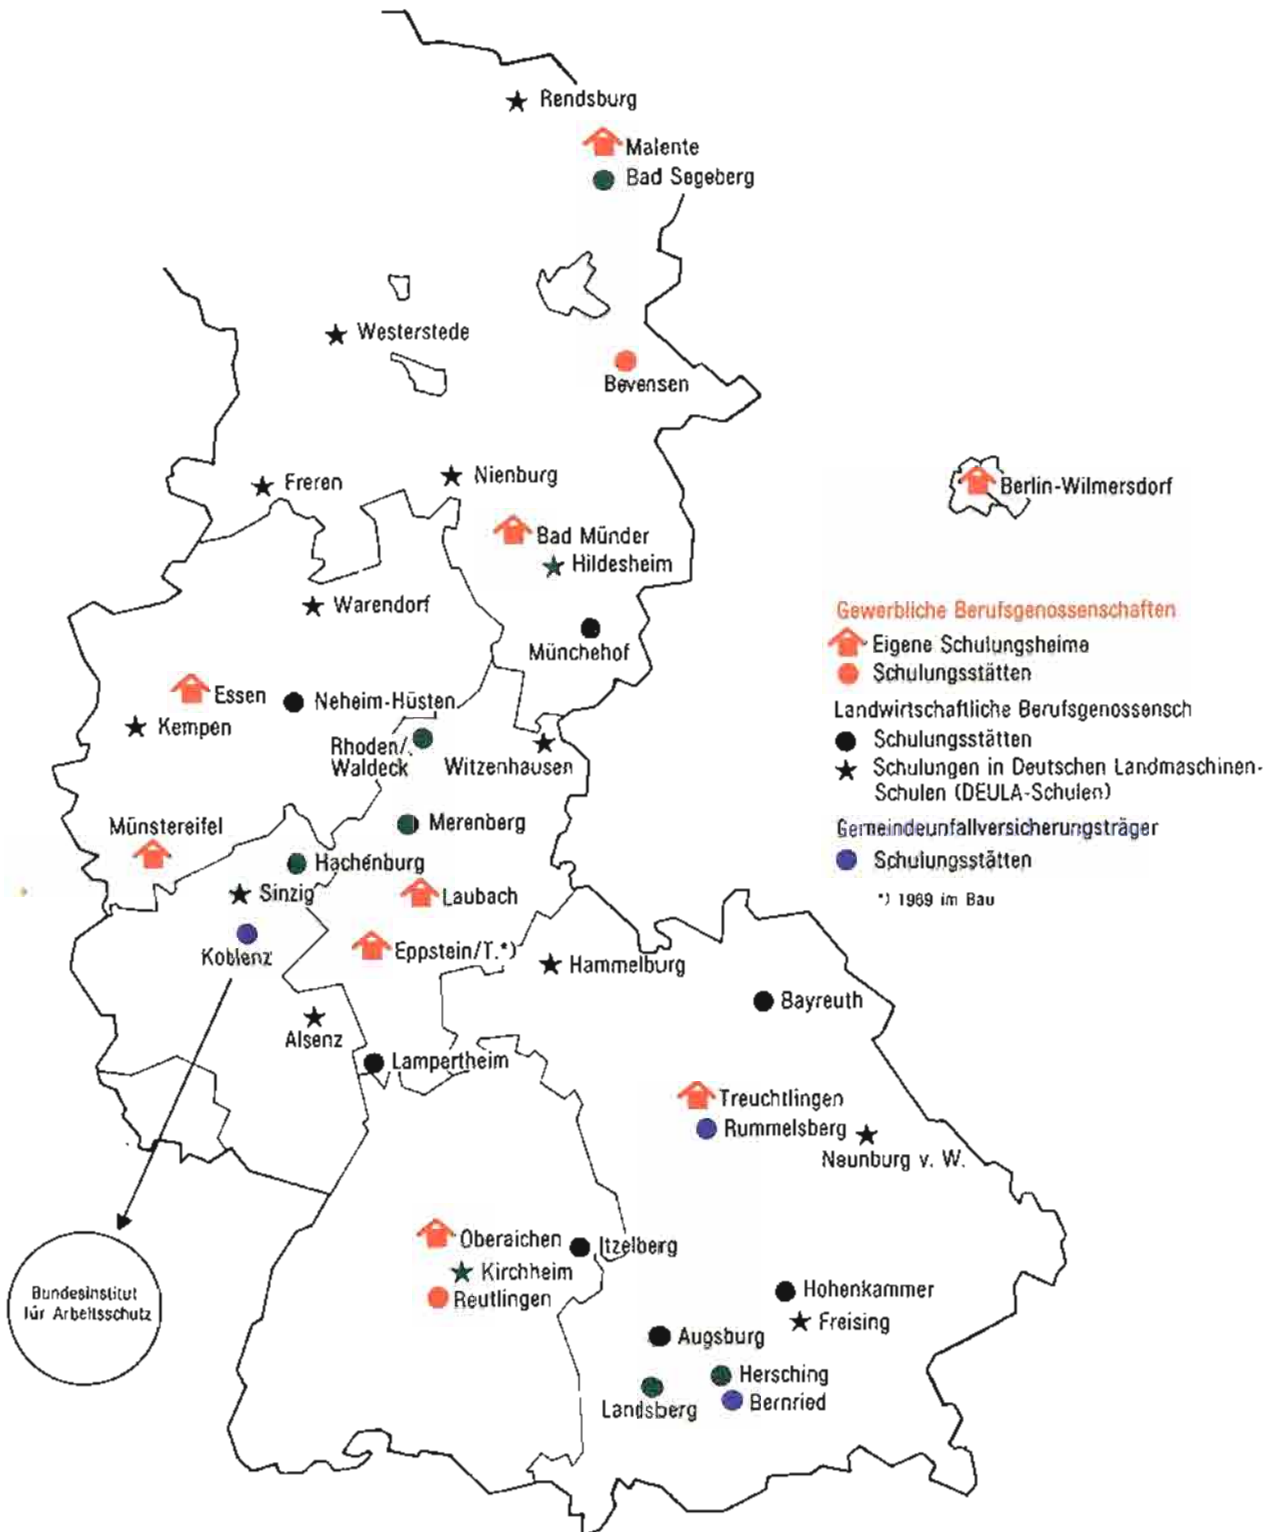 Rendsburg
Malente
Bad Segeberg
Westerstede
Bevensen
Freren
Nienburg
Berlin-Wilmersdorf
Bad Münder
Hildesheim
Warendorf
Münchehof
Essen
Neheim-Hüsten
Kempen
Rhoden/
Waldeck
Witzenhausen
Münstereifel
Merenberg
Hachenburg
Sinzig
Laubach
Koblenz
Eppstein/T.*)
Hammelburg
Bayreuth
Alsenz
Lampertheim
Treuchtlingen
Rummelsberg
Neunburg v. W.
Oberaichen
Itzelberg
Kirchheim
Reutlingen
Hohenkammer
Freising
Augsburg
Hersching
Landsberg
Bernried
Bundesinstitut
für Arbeitsschutz
Gewerbliche Berufsgenossenschaften
Eigene Schulungsheime
Schulungsstätten
Landwirtschaftliche Berufsgenossensch
Schulungsstätten
Schulungen in Deutschen Landmaschinen-
Schulen (DEULA-Schulen)
Gemeindeunfallversicherungsträger
Schulungsstätten
*) 1969 im Bau